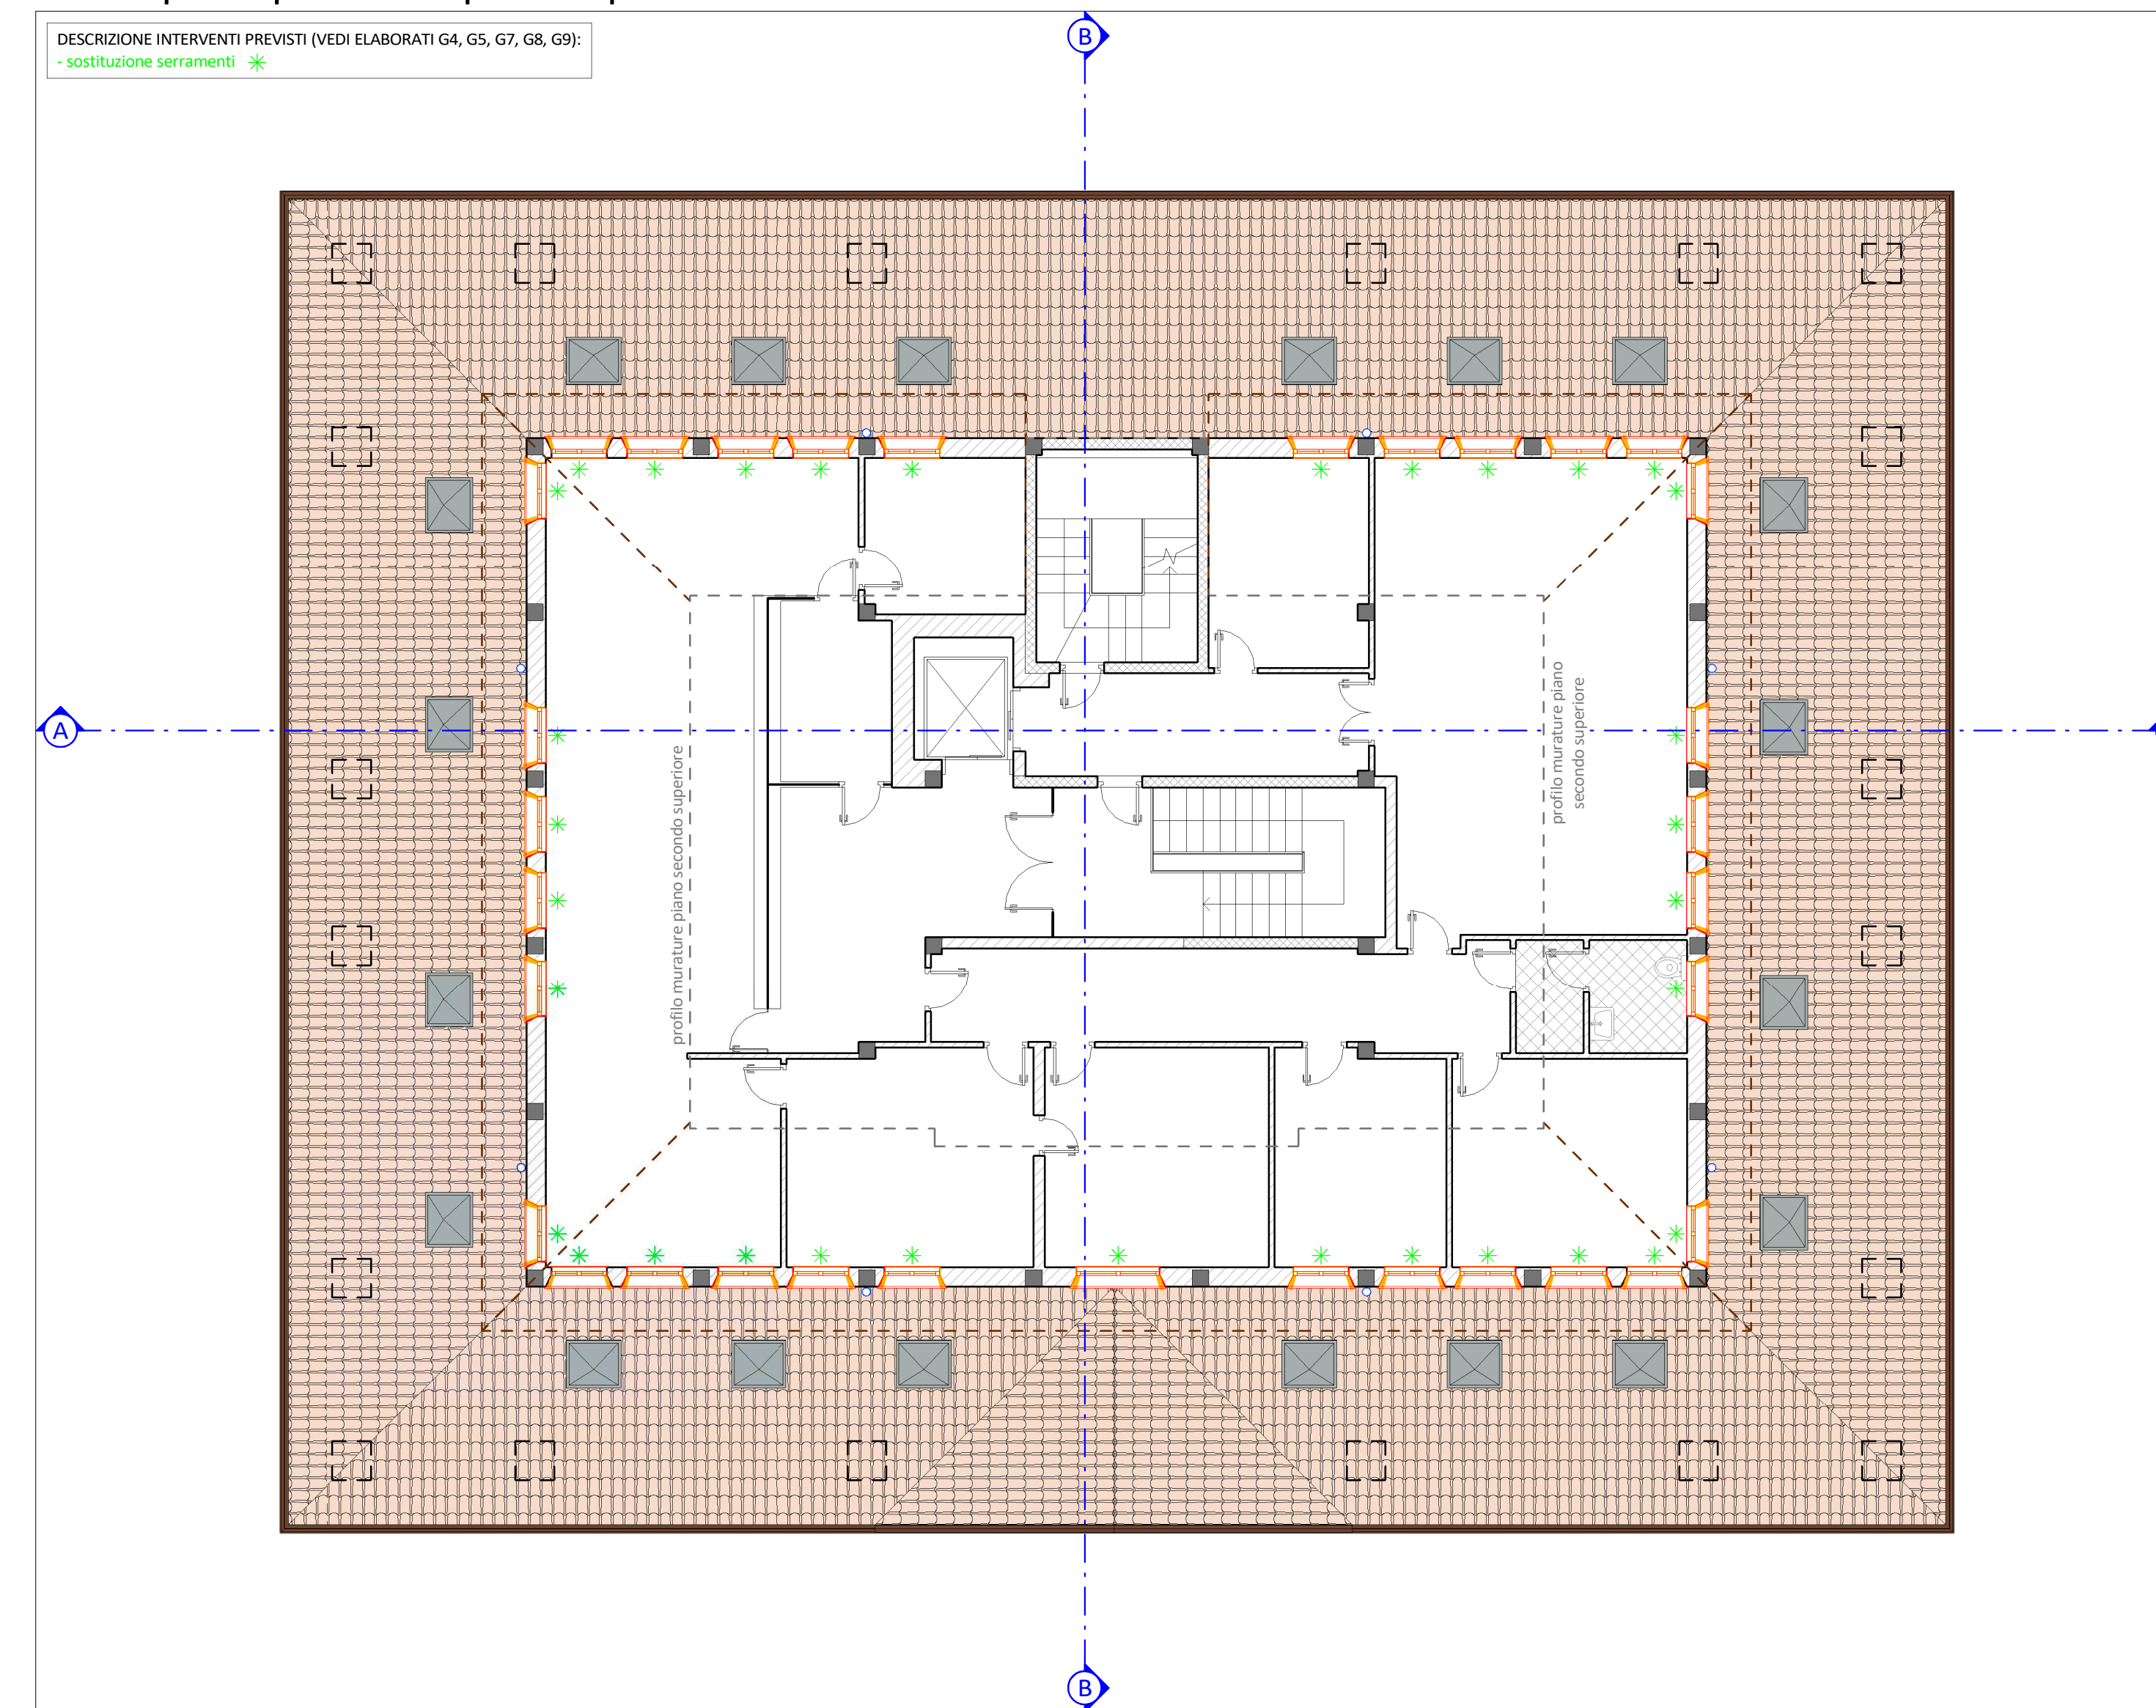 DESCRIZIONE INTERVENTI PREVISTI (VEDI ELABORATI G4, G5, G7, G8, G9):
- sostituzione serramenti
B
profilo murature piano
secondo superiore
A
profilo murature piano secondo superiore
B